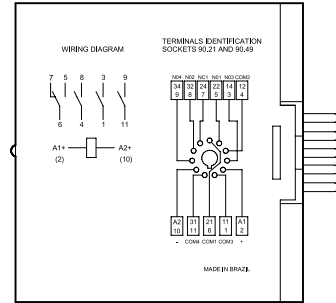 WIRING DIAGRAM
7 5 8 3 9
6 4 1 11
A1+ A2+
(2) (10)
TERMINALS IDENTIFICATION
SOCKETS 90.21 AND 90.49
N04 N02 NC1 N01 N03 COM2
34 32 24 22 14 12
9 8 7 5 3 4
A2 31 21 11 A1
10 11 6 1 2
- COM4 COM1 COM3 +
MADE IN BRAZIL